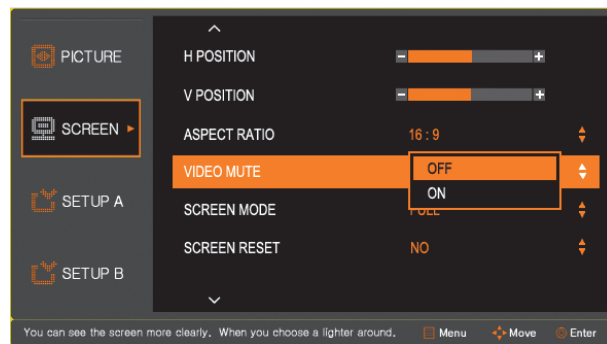 PICTURE
SCREEN
SETUP A
SETUP B
H POSITION
V POSITION
ASPECT RATIO 16 : 9
VIDEO MUTE OFF
ON
SCREEN MODE FULL
SCREEN RESET NO
You can see the screen more clearly. When you choose a lighter around. Menu Move Enter